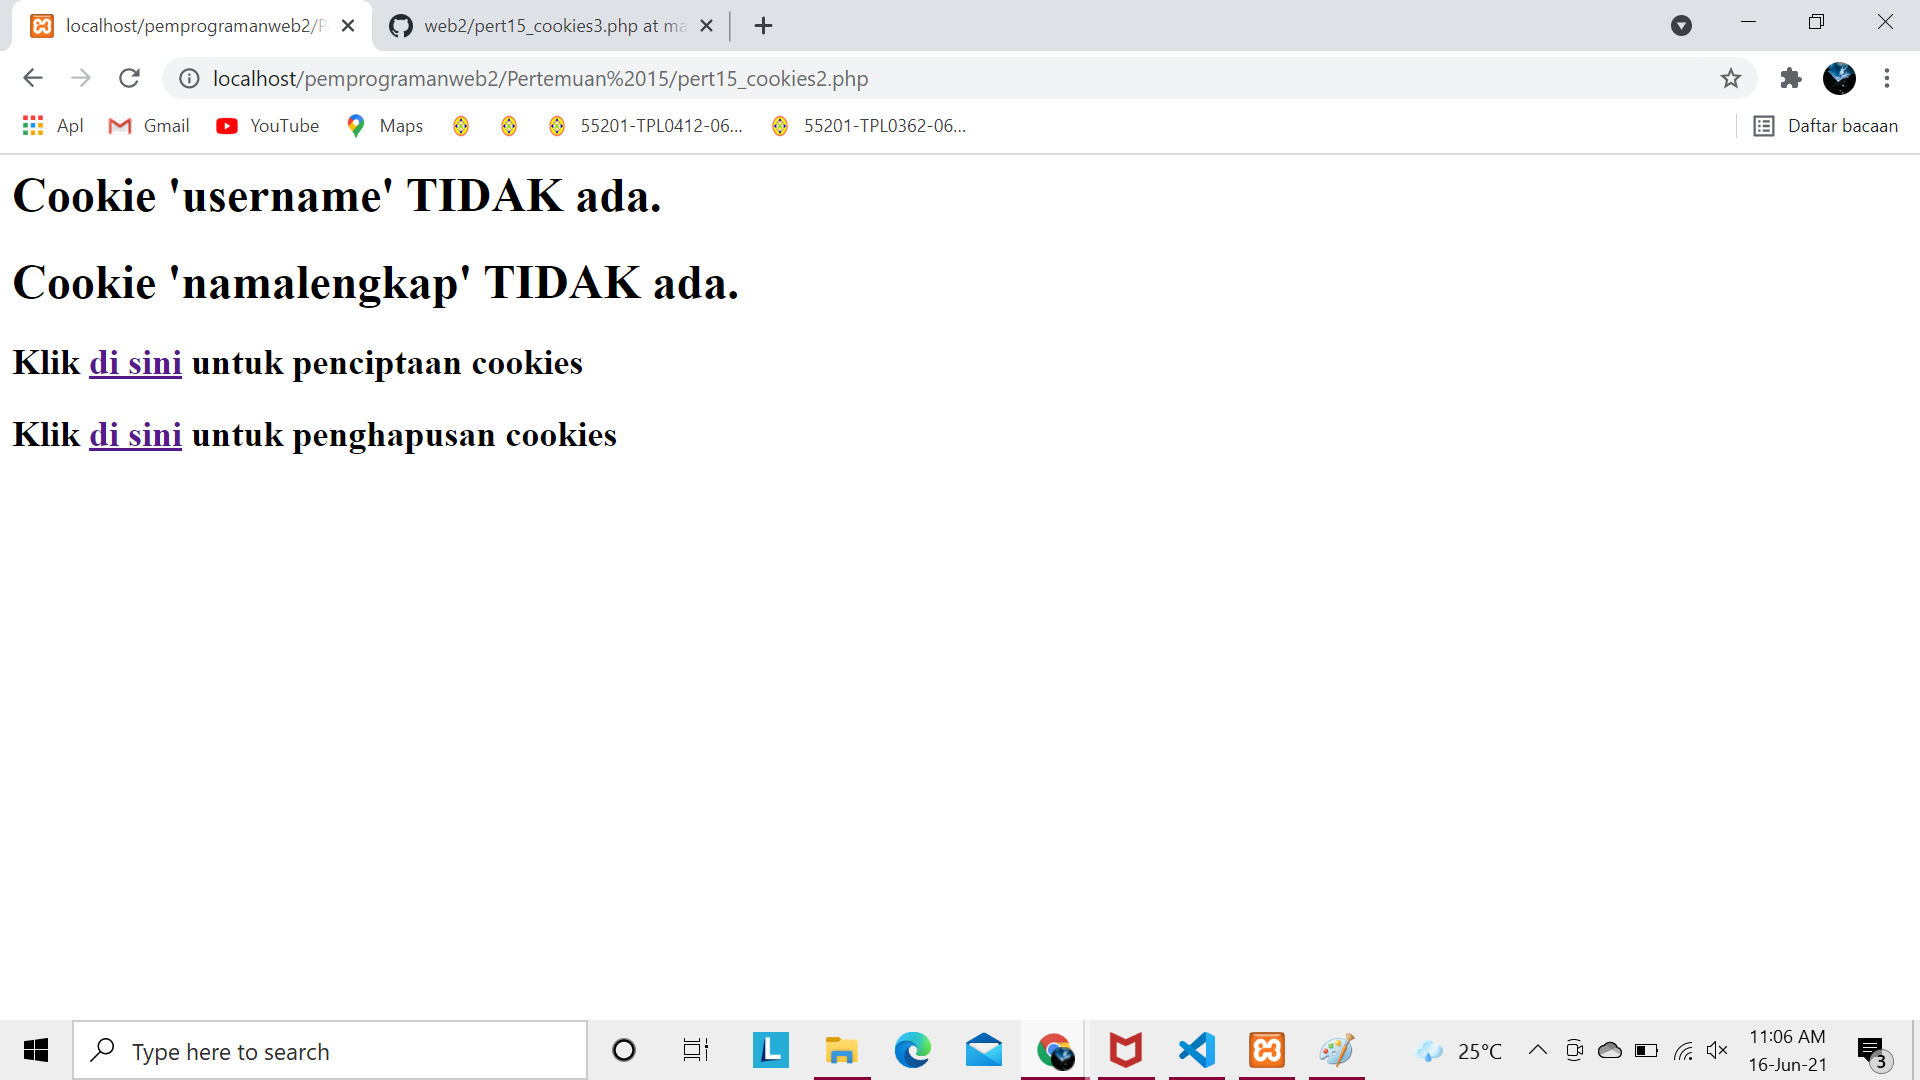 localhost/pemprogramanweb2/P
web2/pert15_cookies3.php at ma
localhost/pemprogramanweb2/Pertemuan%2015/pert15_cookies2.php
Apl
Gmail
YouTube
Maps
55201-TPL0412-06...
55201-TPL0362-06...
Daftar bacaan
Cookie 'username' TIDAK ada.
Cookie 'namalengkap' TIDAK ada.
Klik di sini untuk penciptaan cookies
Klik di sini untuk penghapusan cookies
Type here to search
L
25°C
11:06 AM
16-Jun-21
3